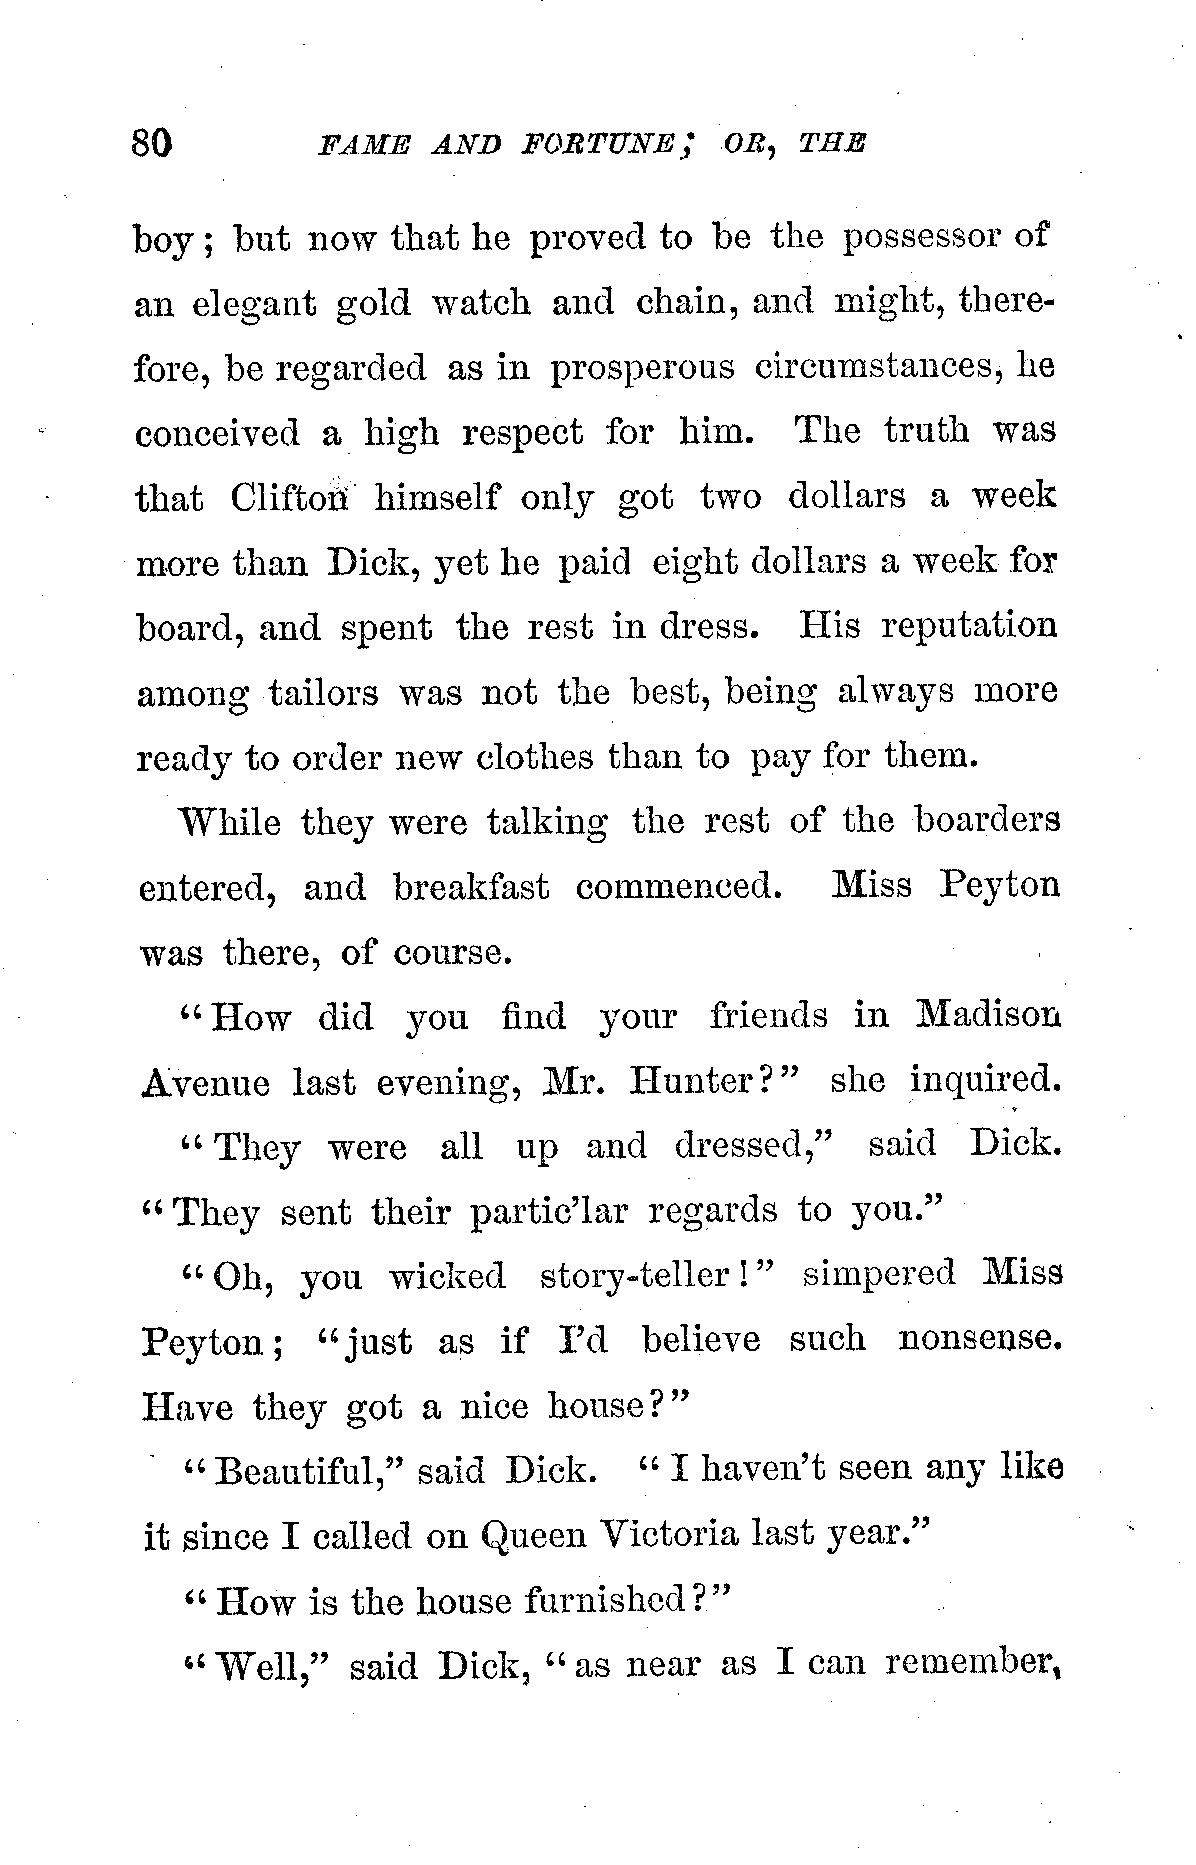 80 FAME AND FORTUNE; OR, THE
boy; but now that he proved to be the possessor of
an elegant gold watch and chain, and might, there-
fore, be regarded as in prosperous circumstances, he
conceived a high respect for him. The truth was
that Clifton himself only got two dollars a week
more than Dick, yet he paid eight dollars a week for
board, and spent the rest in dress. His reputation
among tailors was not the best, being always more
ready to order new clothes than to pay for them.
While they were talking the rest of the boarders
entered, and breakfast commenced. Miss Peyton
was there, of course.
"How did you find your friends in Madison
Avenue last evening, Mr. Hunter?" she inquired.
"They were all up and dressed," said Dick.
"They sent their partic'lar regards to you."
"Oh, you wicked story-teller!" simpered Miss
Peyton; "just as if I'd believe such nonsense.
Have they got a nice house?"
"Beautiful," said Dick. "I haven't seen any like
it since I called on Queen Victoria last year."
"How is the house furnished?"
"Well," said Dick, "as near as I can remember,